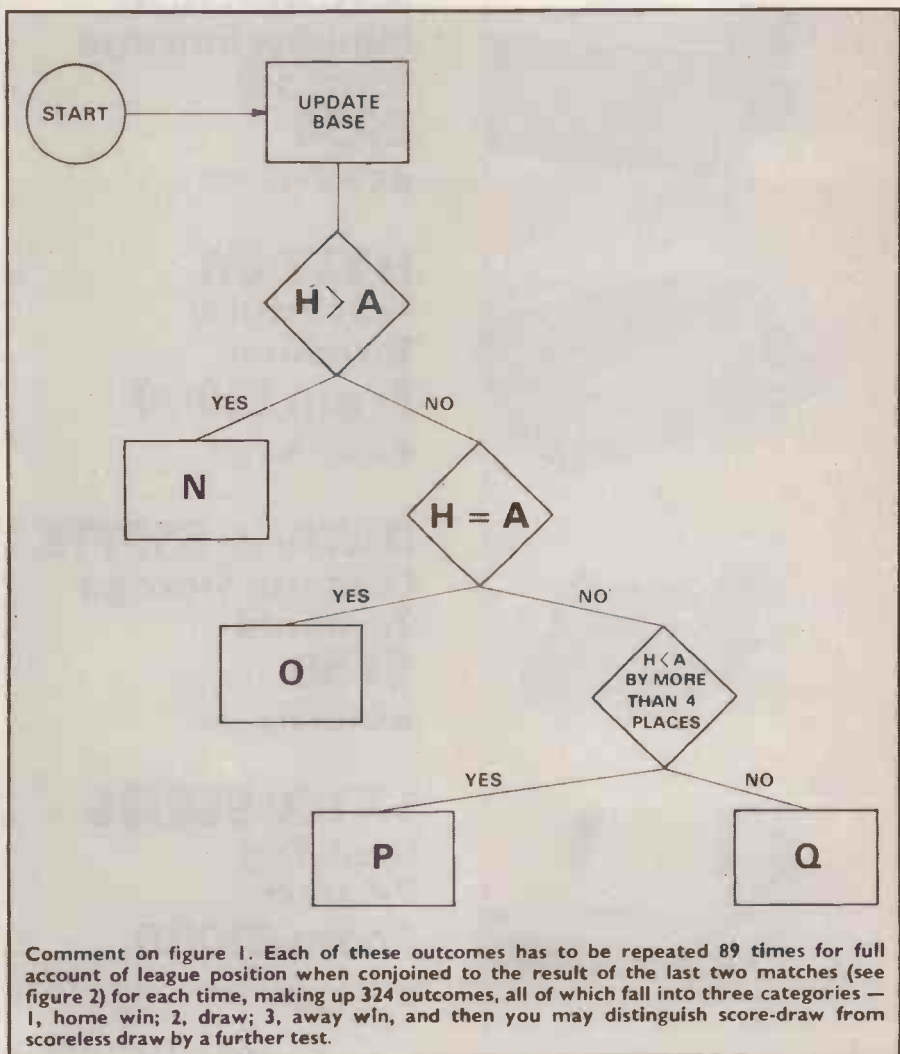 START
UPDATE
BASE
H > A
YES
NO
N
H = A
YES
NO
O
H < A
BY MORE
THAN 4
PLACES
YES
NO
P
Q
Comment on figure 1. Each of these outcomes has to be repeated 89 times for full
account of league position when conjoined to the result of the last two matches (see
figure 2) for each time, making up 324 outcomes, all of which fall into three categories —
1, home win; 2, draw; 3, away win, and then you may distinguish score-draw from
scoreless draw by a further test.